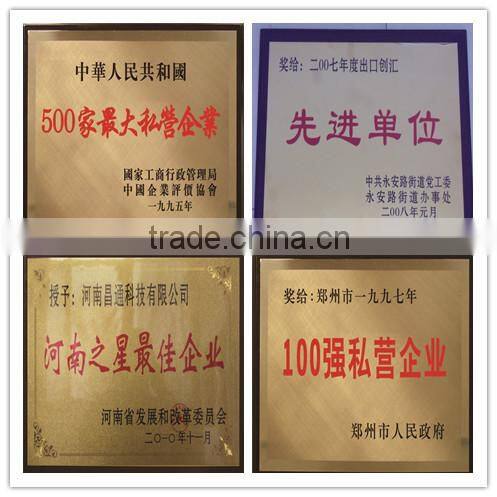 中華人民共和國
500家最大私营企業
國家工商行政管理局
中國企業評價協會
一九九五年
奖给：二OO七年度出口创汇
先进单位
中共永安路街道党工委
永安路街道办事处
二OO八年元月
trade.china.cn
授予：河南昌通科技有限公司
河南之星最佳企业
河南省发展和改革委员会
二O一O年十一月
奖给:郑州市一九九七年
100强私营企业
郑州市人民政府